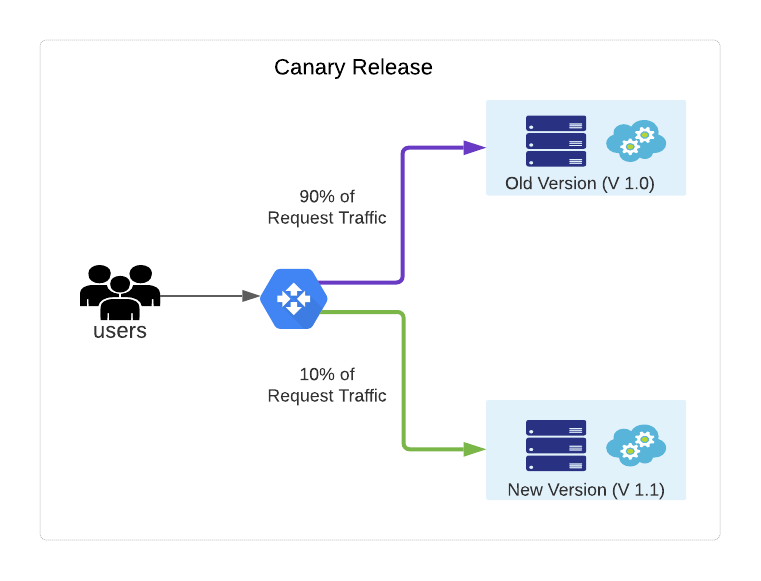 Canary Release
90% of
Request Traffic
Old Version (V 1.0)
users
10% of
Request Traffic
New Version (V 1.1)